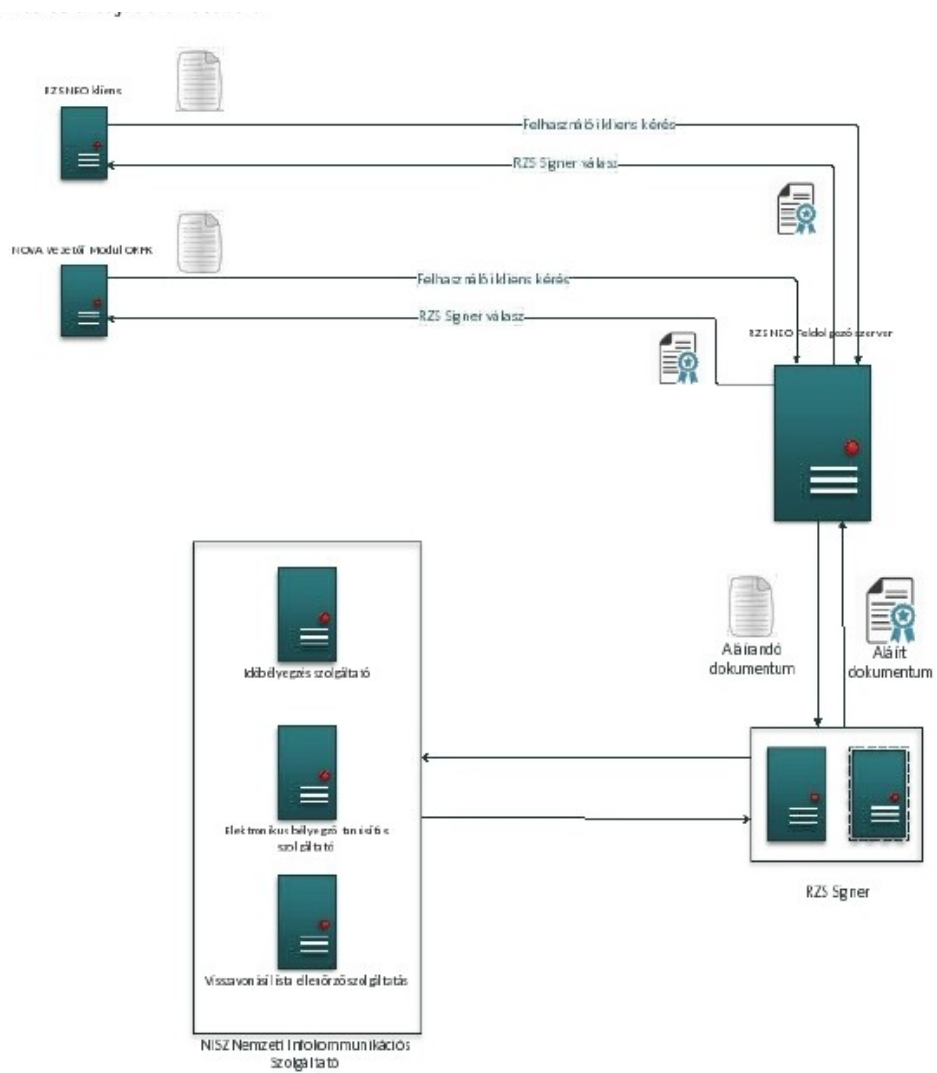 RZS NEO kliens
Felhasználói kliens kérés
RZS Signer válasz
NOVA Vezetői Modul ORFK
Felhasználói kliens kérés
RZS Signer válasz
RZS NEO Feldolgozó szerver
Aláírandó
dokumentum
Aláírt
dokumentum
Időbélyegzés szolgáltató
Elektronikus bélyegző tanúsítás
szolgáltató
Visszavonási lista ellenőrző szolgáltatás
NISZ Nemzeti Infokommunikációs
Szolgáltató
RZS Signer